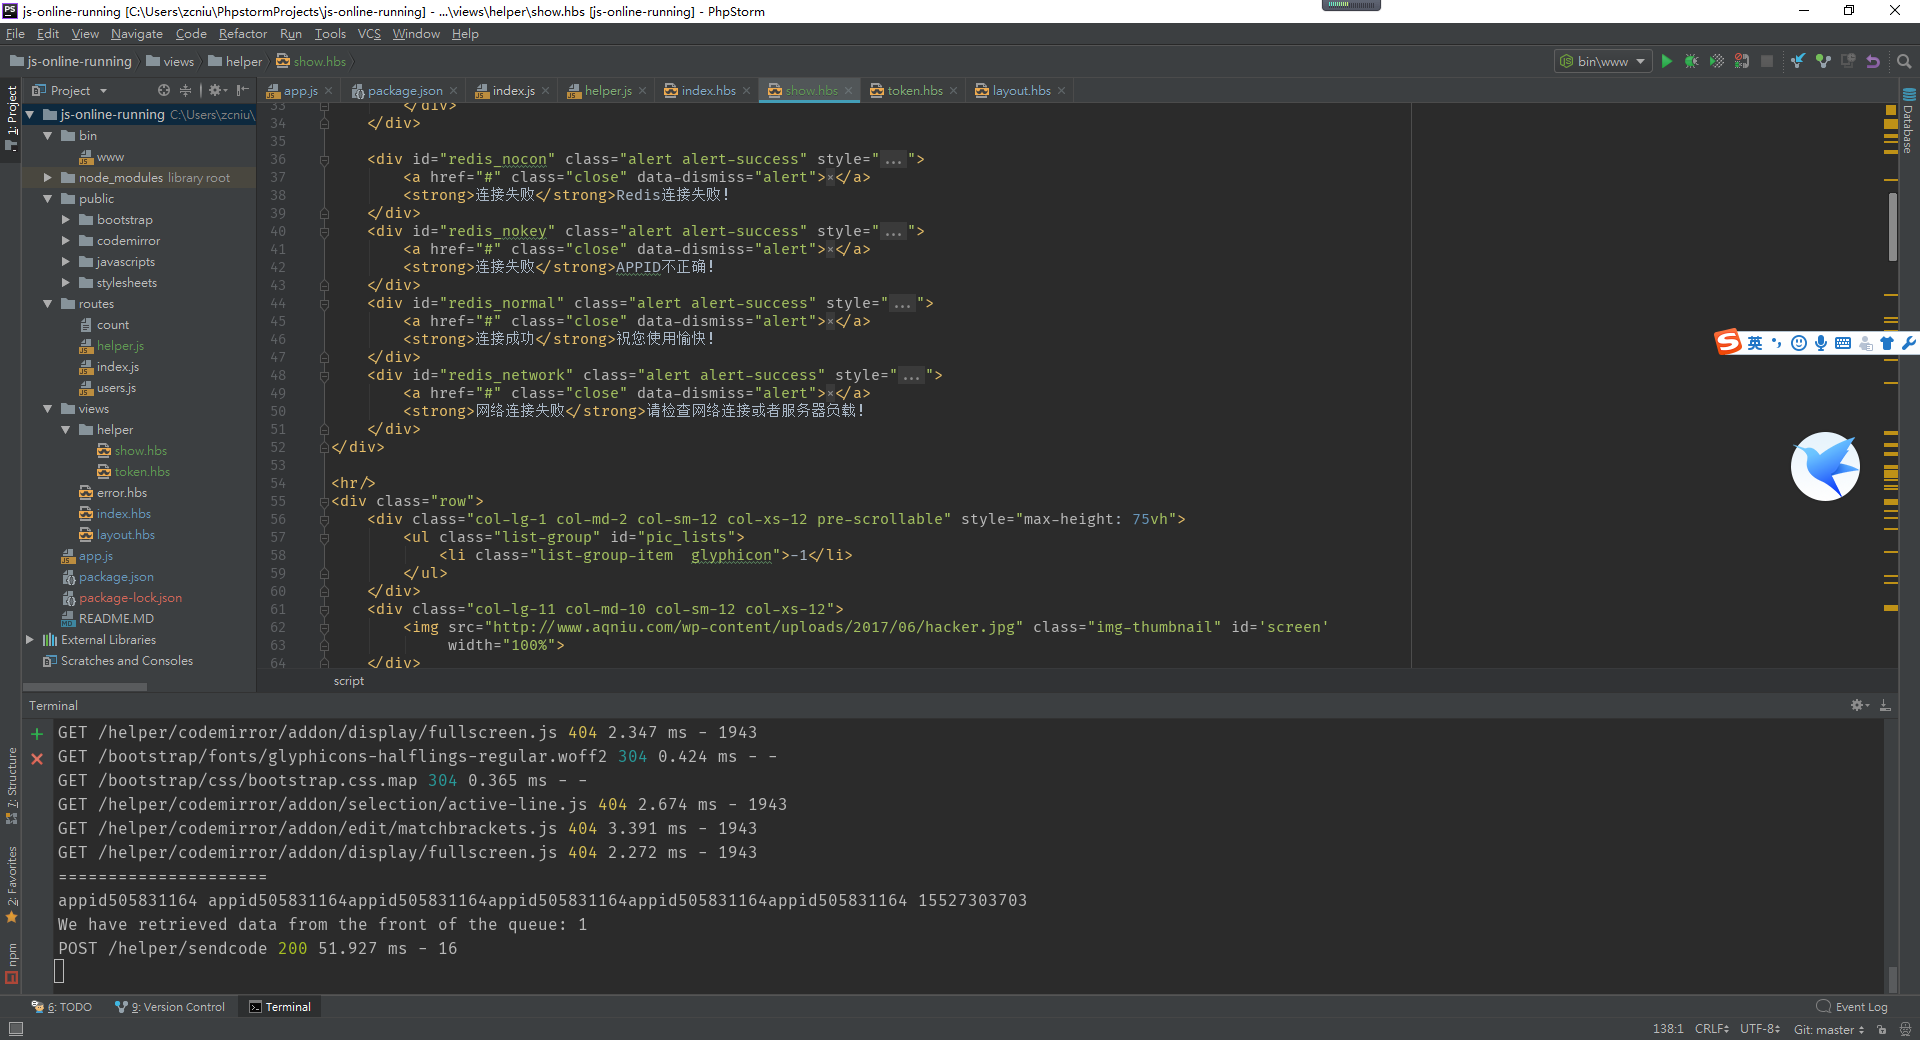 js-online-running [C:\Users\zcniu\PhpstormProjects\js-online-running] - ...\views\helper\show.hbs [js-online-running] - PhpStorm
File Edit View Navigate Code Refactor Run Tools VCS Window Help
js-online-running views helper show.hbs
bin\www
Project
app.js package.json index.js helper.js index.hbs show.hbs token.hbs layout.hbs
1: Project
7: Structure
2: Favorites
npm
Database
js-online-running C:\Users\zcniu\
bin
www
node_modules library root
public
bootstrap
codemirror
javascripts
stylesheets
routes
count
helper.js
index.js
users.js
views
helper
show.hbs
token.hbs
error.hbs
index.hbs
layout.hbs
app.js
package.json
package-lock.json
README.MD
External Libraries
Scratches and Consoles
33 </div>
34 </div>
35
36 <div id="redis_nocon" class="alert alert-success" style="...">
37 <a href="#" class="close" data-dismiss="alert">×</a>
38 <strong>连接失败</strong>Redis连接失败!
39 </div>
40 <div id="redis_nokey" class="alert alert-success" style="...">
41 <a href="#" class="close" data-dismiss="alert">×</a>
42 <strong>连接失败</strong>APPID不正确!
43 </div>
44 <div id="redis_normal" class="alert alert-success" style="...">
45 <a href="#" class="close" data-dismiss="alert">×</a>
46 <strong>连接成功</strong>祝您使用愉快!
47 </div>
48 <div id="redis_network" class="alert alert-success" style="...">
49 <a href="#" class="close" data-dismiss="alert">×</a>
50 <strong>网络连接失败</strong>请检查网络连接或者服务器负载!
51 </div>
52 </div>
53
54 <hr/>
55 <div class="row">
56 <div class="col-lg-1 col-md-2 col-sm-12 col-xs-12 pre-scrollable" style="max-height: 75vh">
57 <ul class="list-group" id="pic_lists">
58 <li class="list-group-item  glyphicon">-1</li>
59 </ul>
60 </div>
61 <div class="col-lg-11 col-md-10 col-sm-12 col-xs-12">
62 <img src="http://www.aqniu.com/wp-content/uploads/2017/06/hacker.jpg" class="img-thumbnail" id='screen'
63 width="100%">
64 </div>
script
英
Terminal
GET /helper/codemirror/addon/display/fullscreen.js 404 2.347 ms - 1943
GET /bootstrap/fonts/glyphicons-halflings-regular.woff2 304 0.424 ms - -
GET /bootstrap/css/bootstrap.css.map 304 0.365 ms - -
GET /helper/codemirror/addon/selection/active-line.js 404 2.674 ms - 1943
GET /helper/codemirror/addon/edit/matchbrackets.js 404 3.391 ms - 1943
GET /helper/codemirror/addon/display/fullscreen.js 404 2.272 ms - 1943
=====================
appid505831164 appid505831164appid505831164appid505831164appid505831164appid505831164 15527303703
We have retrieved data from the front of the queue: 1
POST /helper/sendcode 200 51.927 ms - 16
6: TODO 9: Version Control Terminal Event Log
138:1 CRLF UTF-8 Git: master